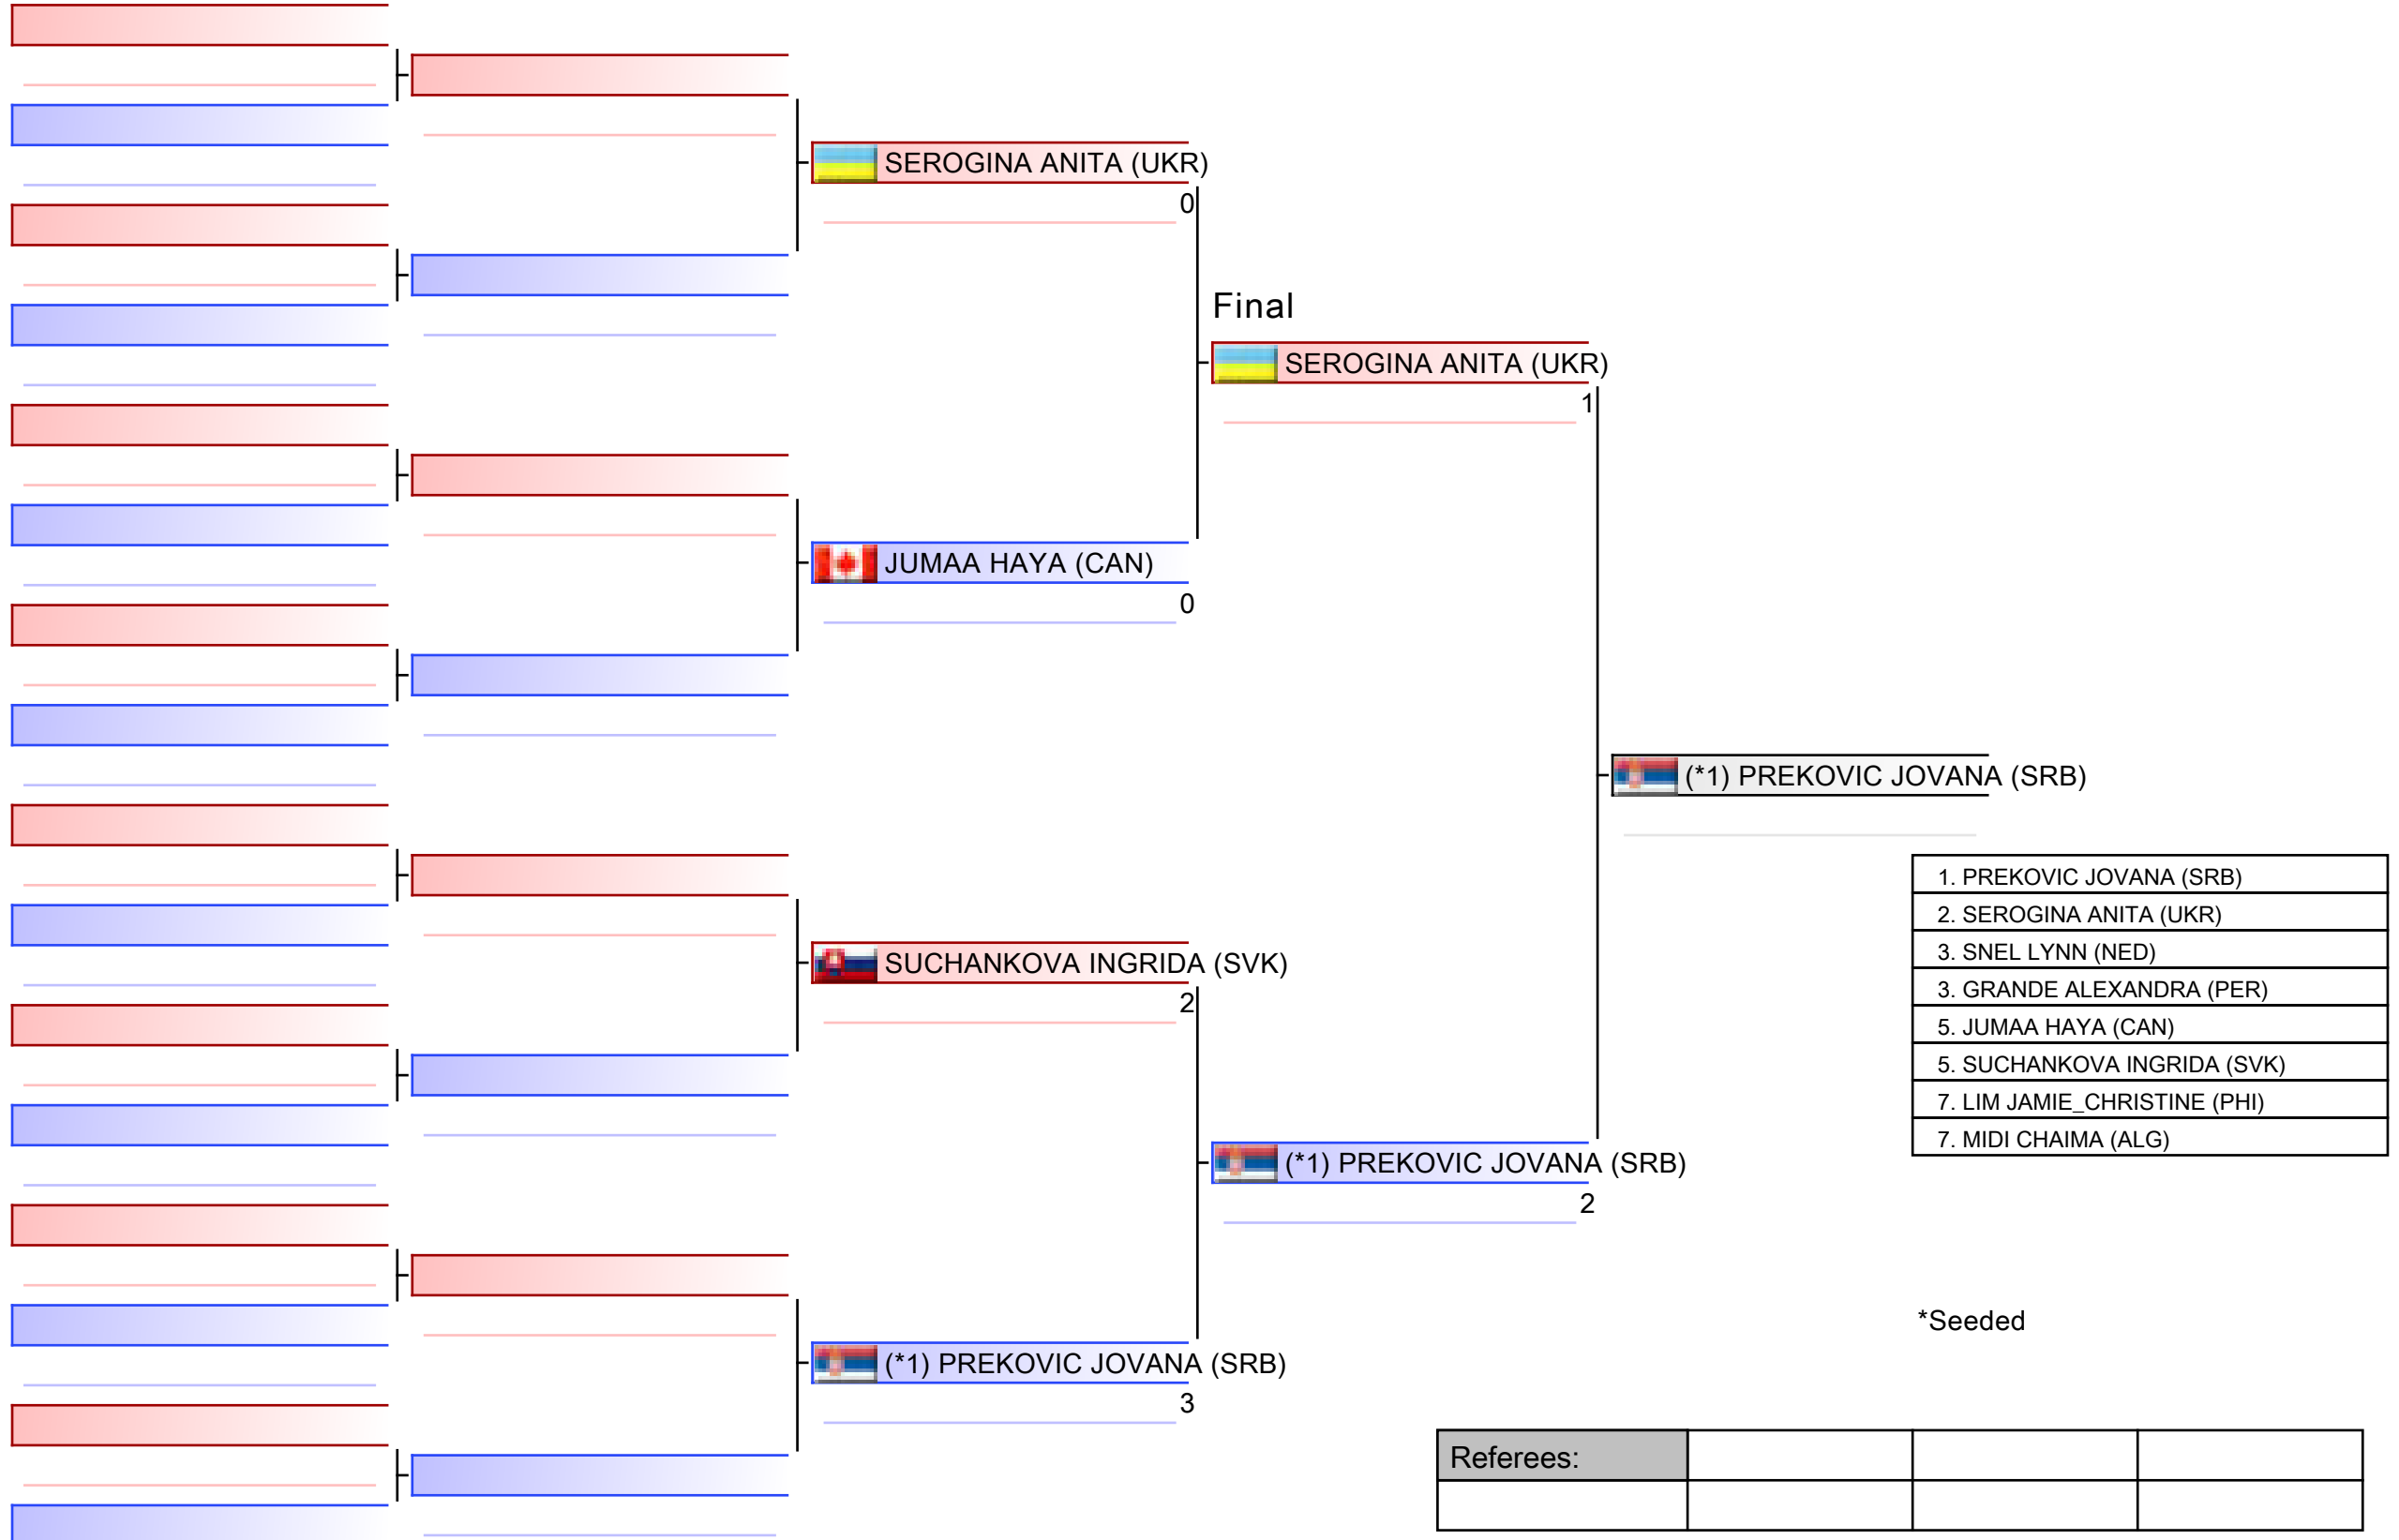 SEROGINA ANITA (UKR)
0
Final
SEROGINA ANITA (UKR)
1
JUMAA HAYA (CAN)
0
(*1) PREKOVIC JOVANA (SRB)
1. PREKOVIC JOVANA (SRB)
2. SEROGINA ANITA (UKR)
3. SNEL LYNN (NED)
3. GRANDE ALEXANDRA (PER)
5. JUMAA HAYA (CAN)
5. SUCHANKOVA INGRIDA (SVK)
7. LIM JAMIE_CHRISTINE (PHI)
7. MIDI CHAIMA (ALG)
SUCHANKOVA INGRIDA (SVK)
2
(*1) PREKOVIC JOVANA (SRB)
2
(*1) PREKOVIC JOVANA (SRB)
3
*Seeded
Referees: